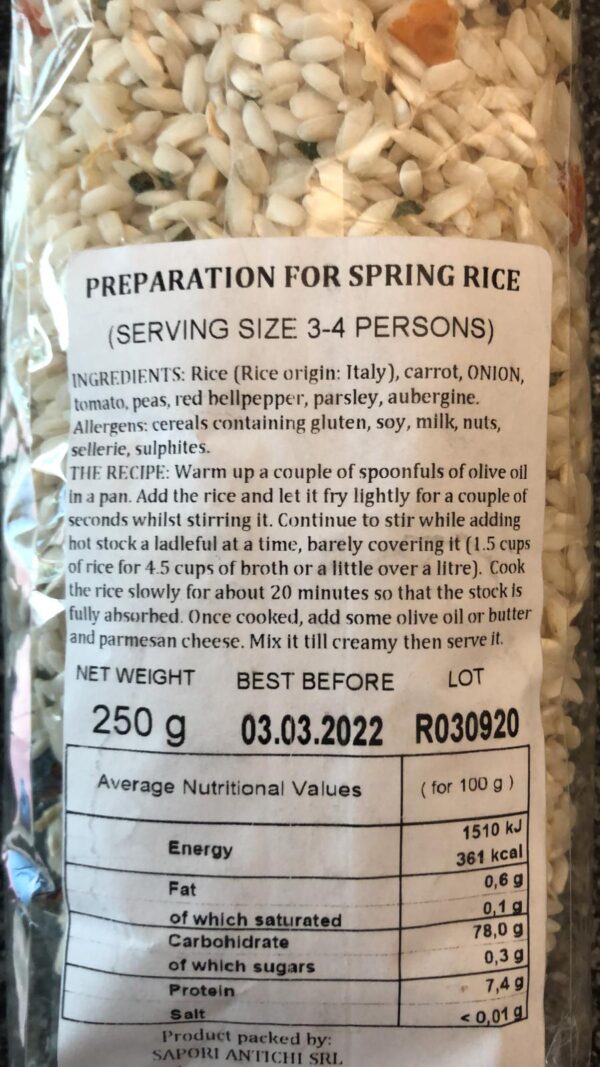 PREPARATION FOR SPRING RICE
(SERVING SIZE 3-4 PERSONS)
INGREDIENTS: Rice (Rice origin: Italy), carrot, ONION,
tomato, peas, red bellpepper, parsley, aubergine.
Allergens: cereals containing gluten, soy, milk, nuts,
sellerie, sulphites.
THE RECIPE: Warm up a couple of spoonfuls of olive oil
in a pan. Add the rice and let it fry lightly for a couple of
seconds whilst stirring it. Continue to stir while adding
hot stock a ladleful at a time, barely covering it (1.5 cups
of rice for 4.5 cups of broth or a little over a litre). Cook
the rice slowly for about 20 minutes so that the stock is
fully absorbed. Once cooked, add some olive oil or butter
and parmesan cheese. Mix it till creamy then serve it.
NET WEIGHT BEST BEFORE LOT
250 g 03.03.2022 R030920
Average Nutritional Values ( for 100 g )
Energy 1510 kJ
361 kcal
Fat 0,6 g
of which saturated 0,1 g
Carbohidrate 78,0 g
of which sugars 0,3 g
Protein 7,4 g
Salt < 0,01 g
Product packed by:
SAPORI ANTICHI SRL